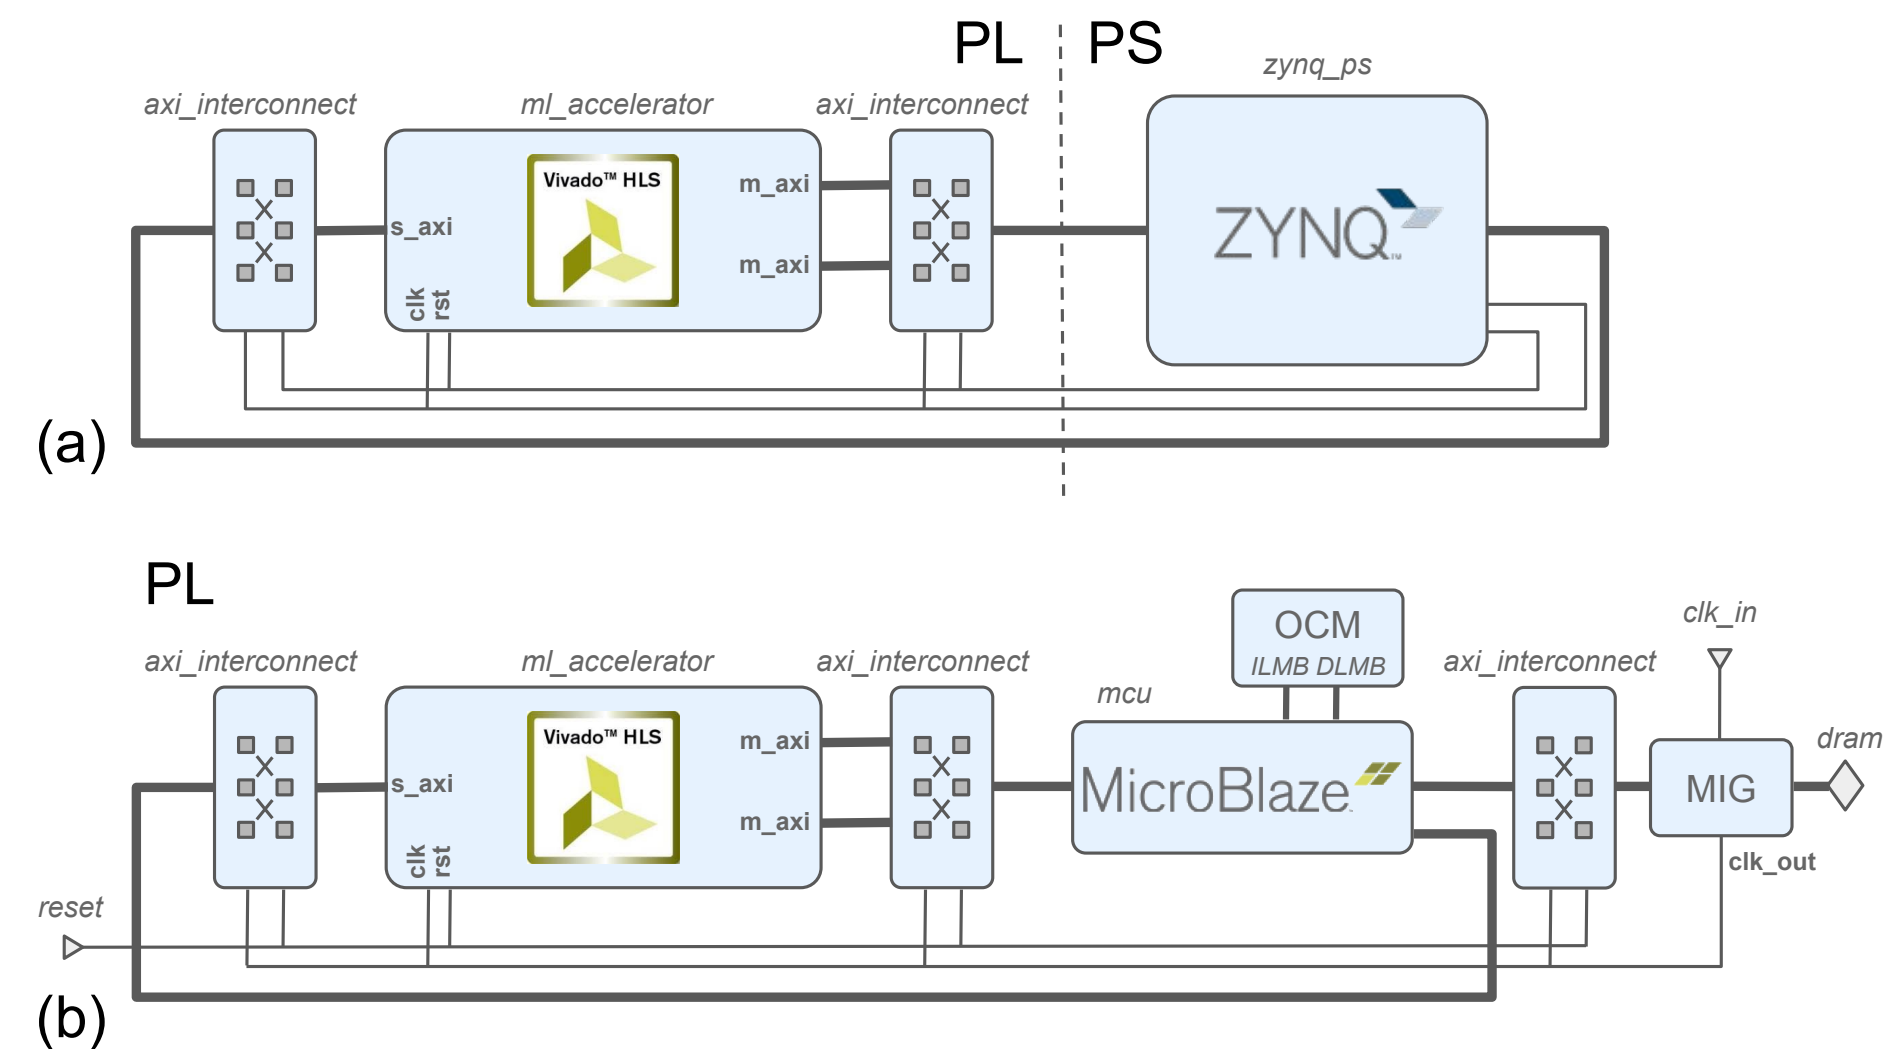 PL
PS
zynq_ps
axi_interconnect
ml_accelerator
axi_interconnect
Vivado™ HLS
m_axi
s_axi
m_axi
ZYNQ™
clk
rst
(a)
PL
OCM
ILMB DLMB
clk_in
axi_interconnect
ml_accelerator
axi_interconnect
mcu
axi_interconnect
dram
Vivado™ HLS
m_axi
s_axi
m_axi
MicroBlaze
MIG
clk
rst
clk_out
reset
(b)